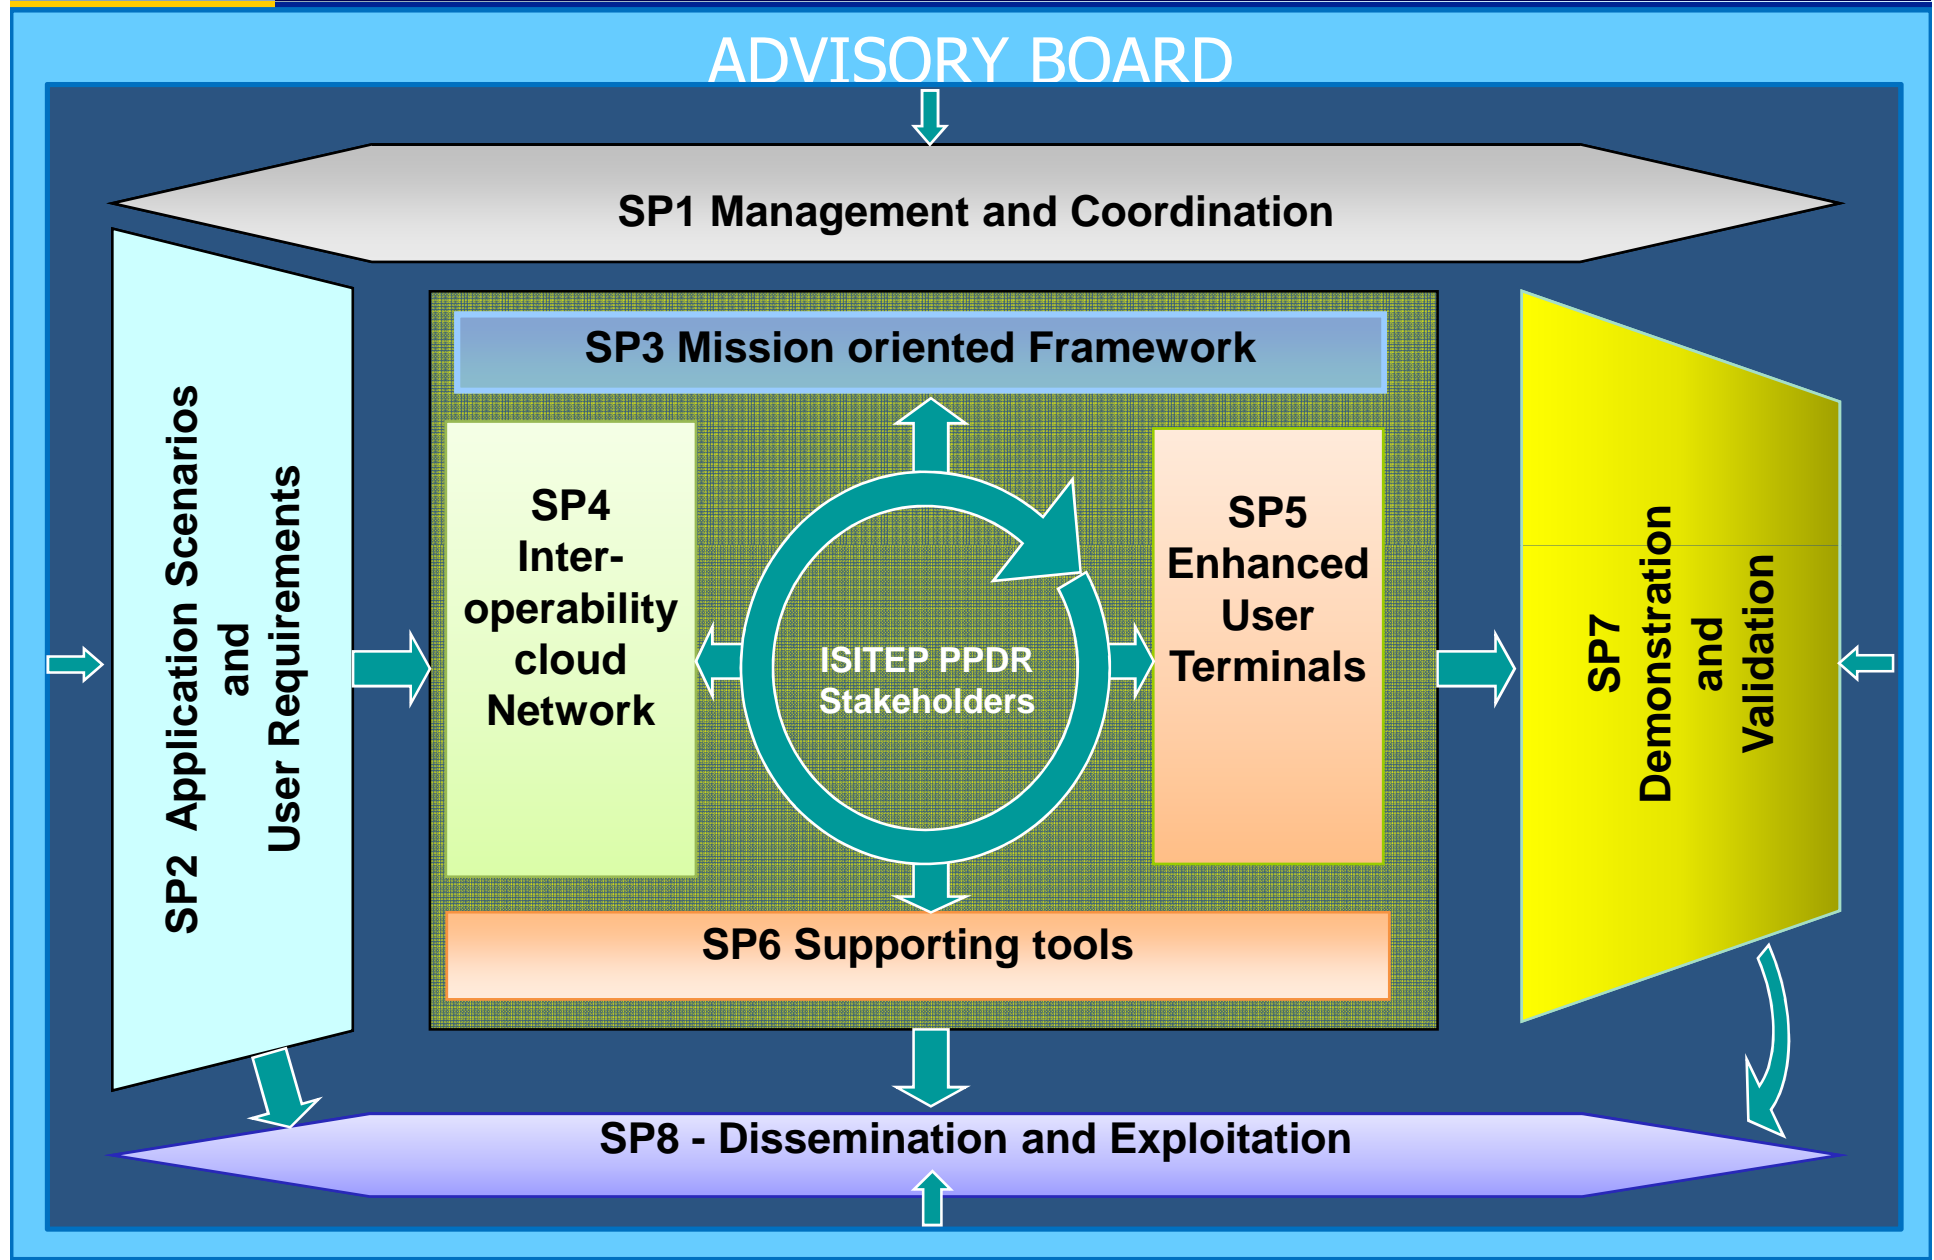 ADVISORY BOARD
SP1 Management and Coordination
SP2 Application Scenarios
and
User Requirements
SP3 Mission oriented Framework
SP4
Inter-
operability
cloud
Network
ISITEP PPDR
Stakeholders
SP5
Enhanced
User
Terminals
SP6 Supporting tools
SP7
Demonstration
and
Validation
SP8 - Dissemination and Exploitation